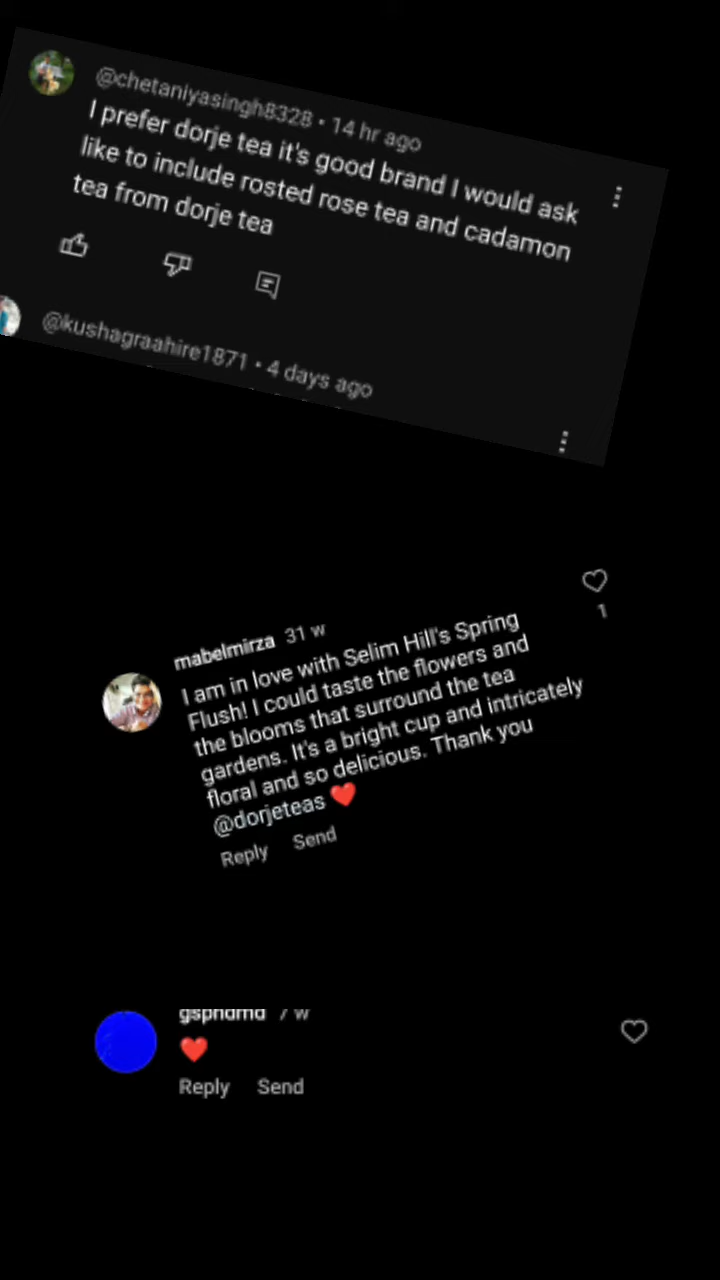 @chetaniyasingh8328 • 14 hr ago
I prefer dorje tea it's good brand I would ask
like to include rosted rose tea and cadamon
tea from dorje tea
@kushagraahire1871 • 4 days ago
mabelmirza 31 w
I am in love with Selim Hill's Spring
Flush! I could taste the flowers and
the blooms that surround the tea
gardens. It's a bright cup and intricately
floral and so delicious. Thank you
@dorjeteas ❤️
1
Reply Send
7 w
❤️
Reply Send